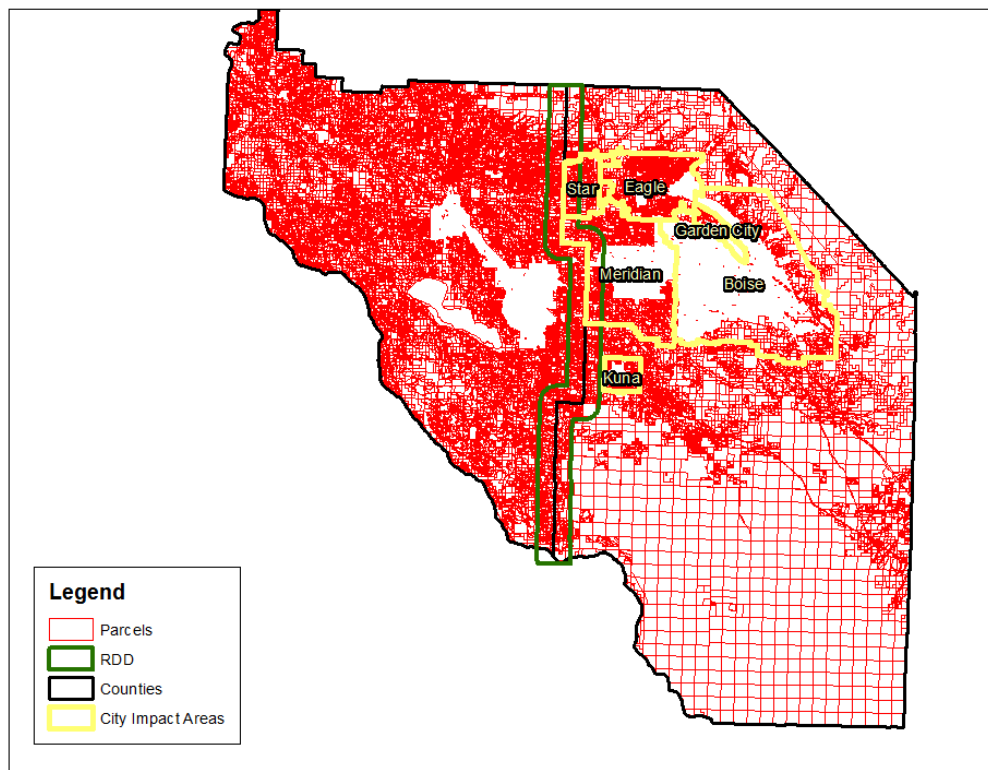 Star
Eagle
Garden City
Meridian
Boise
Kuna
Legend
Parcels
RDD
Counties
City Impact Areas